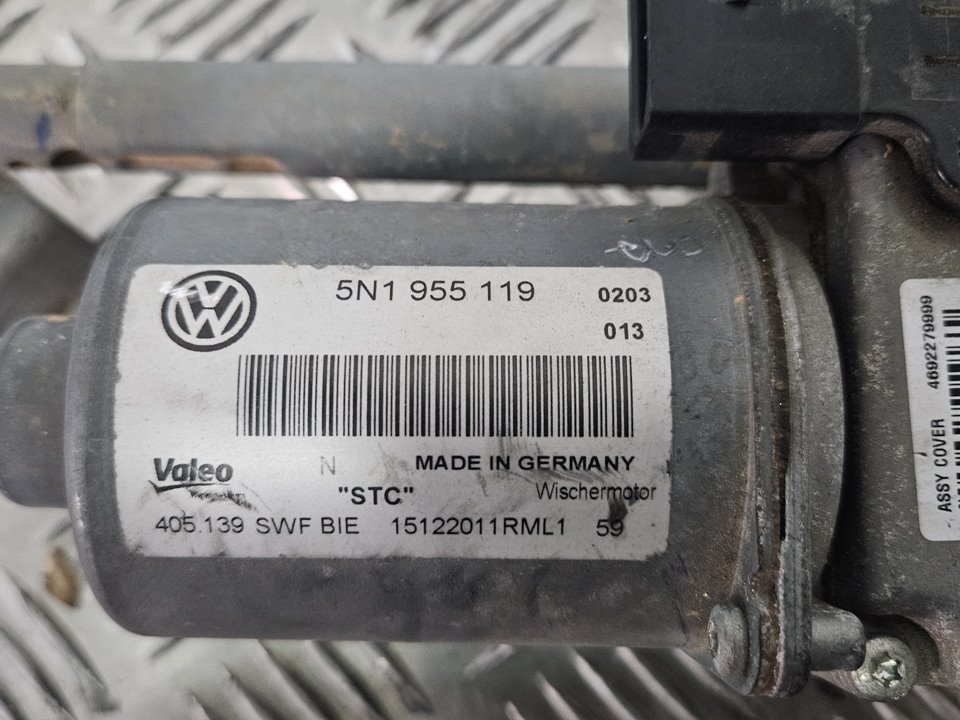 5N1 955 119
0203
013
Valeo
N
MADE IN GERMANY
"STC"
Wischermotor
405.139 SWF BIE 15122011RML1 59
ASSY COVER 4692279999